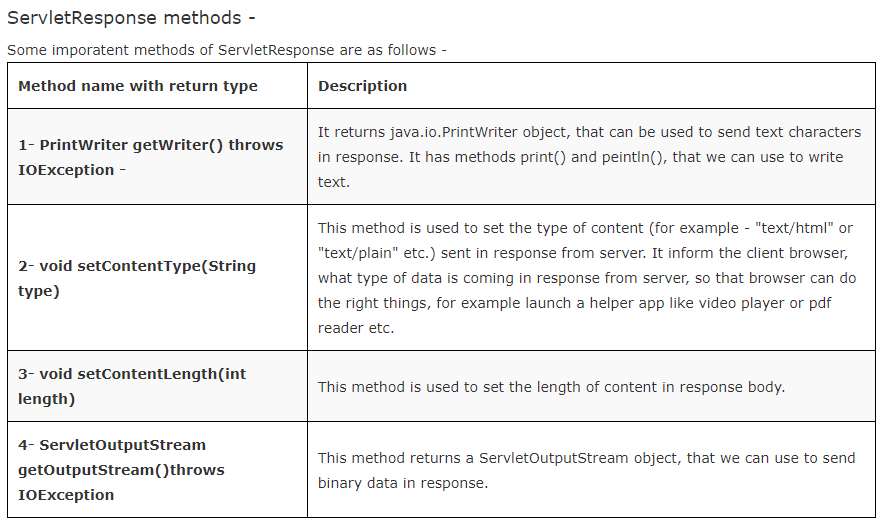 ServletResponse methods -
Some imporatent methods of ServletResponse are as follows -
Method name with return type
Description
1- PrintWriter getWriter() throws
IOException -
It returns java.io.PrintWriter object, that can be used to send text characters
in response. It has methods print() and peintln(), that we can use to write
text.
2- void setContentType(String
type)
This method is used to set the type of content (for example - "text/html" or
"text/plain" etc.) sent in response from server. It inform the client browser,
what type of data is coming in response from server, so that browser can do
the right things, for example launch a helper app like video player or pdf
reader etc.
3- void setContentLength(int
length)
This method is used to set the length of content in response body.
4- ServletOutputStream
getOutputStream()throws
IOException
This method returns a ServletOutputStream object, that we can use to send
binary data in response.